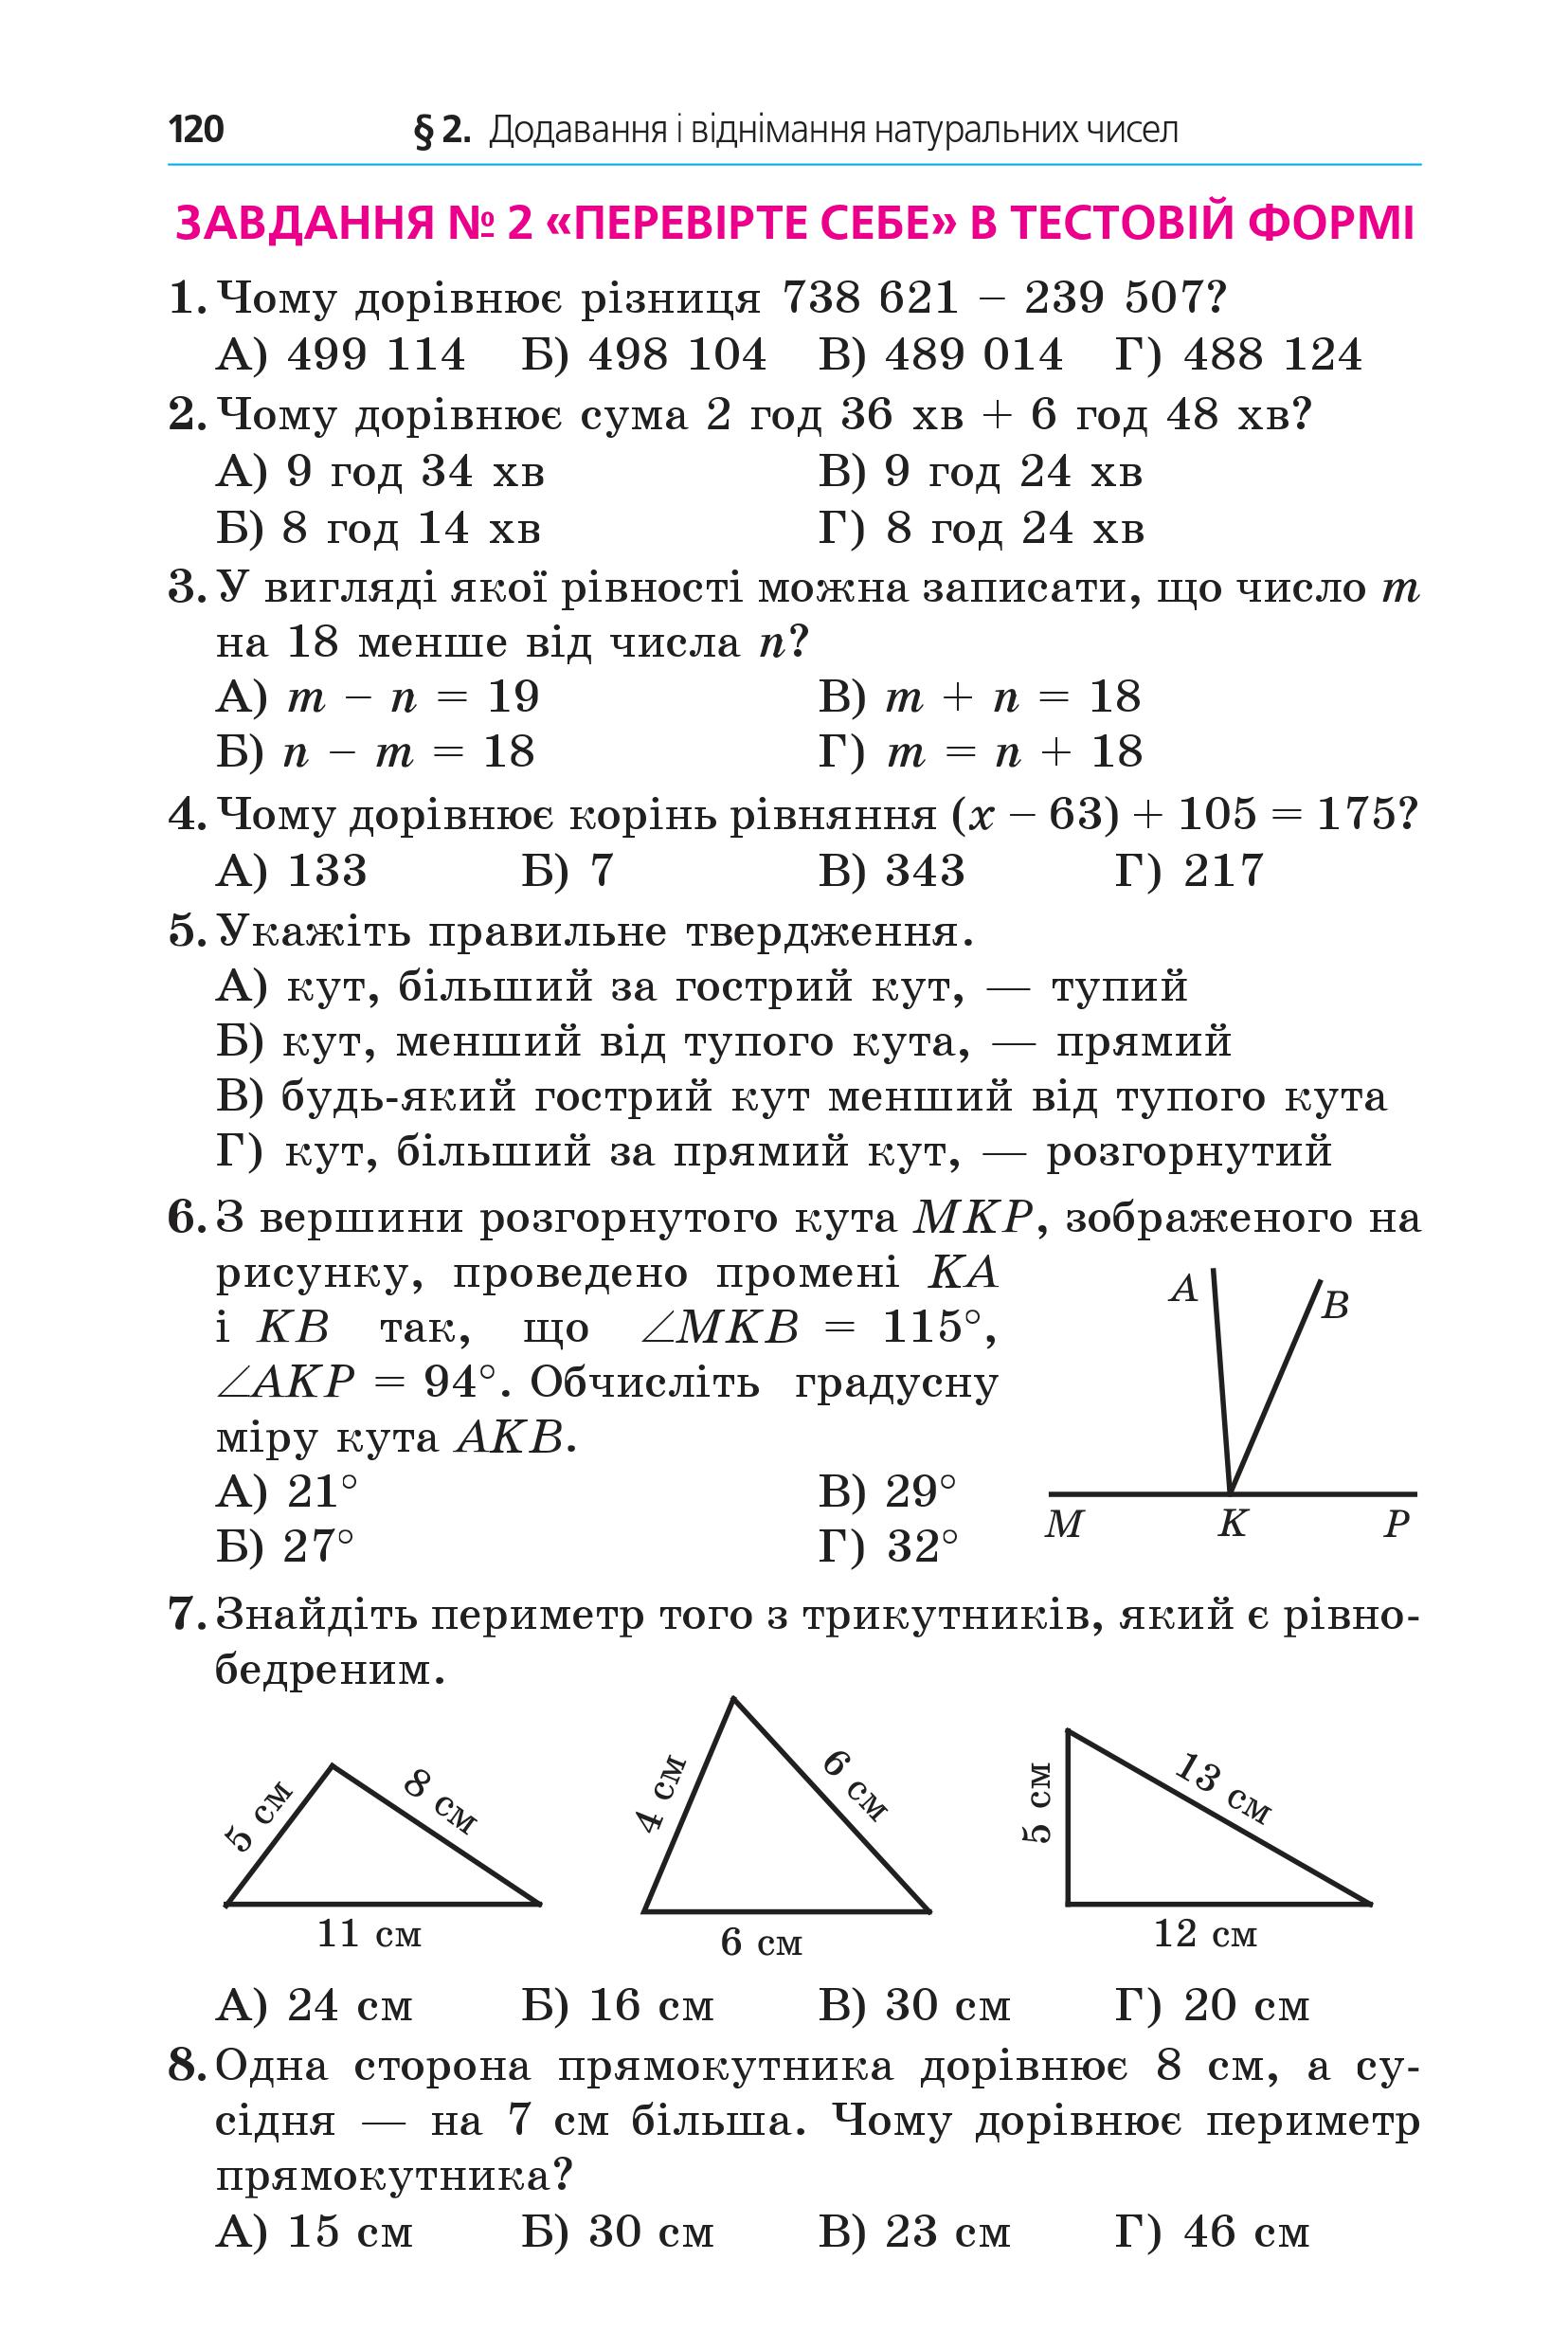 120 § 2. Додавання і віднімання натуральних чисел
ЗАВДАННЯ № 2 «ПЕРЕВІРТЕ СЕБЕ» В ТЕСТОВІЙ ФОРМІ
1. Чому дорівнює різниця 738 621 – 239 507?
А) 499 114 Б) 498 104 В) 489 014 Г) 488 124
2. Чому дорівнює сума 2 год 36 хв + 6 год 48 хв?
А) 9 год 34 хв В) 9 год 24 хв
Б) 8 год 14 хв Г) 8 год 24 хв
3. У вигляді якої рівності можна записати, що число m
на 18 менше від числа n?
А) m – n = 19 В) m + n = 18
Б) n – m = 18 Г) m = n + 18
4. Чому дорівнює корінь рівняння (x – 63) + 105 = 175?
А) 133 Б) 7 В) 343 Г) 217
5. Укажіть правильне твердження.
А) кут, більший за гострий кут, — тупий
Б) кут, менший від тупого кута, — прямий
В) будь-який гострий кут менший від тупого кута
Г) кут, більший за прямий кут, — розгорнутий
6. З вершини розгорнутого кута MKP, зображеного на
рисунку, проведено промені KA
і KB так, що ∠MKB = 115°,
∠AKP = 94°. Обчисліть градусну
міру кута AKB.
А) 21° В) 29°
Б) 27° Г) 32°
A B
M K P
7. Знайдіть периметр того з трикутників, який є рівно-
бедреним.
5 см 8 см 11 см
4 см 6 см 6 см
5 см 13 см 12 см
А) 24 см Б) 16 см В) 30 см Г) 20 см
8. Одна сторона прямокутника дорівнює 8 см, а су-
сідня — на 7 см більша. Чому дорівнює периметр
прямокутника?
А) 15 см Б) 30 см В) 23 см Г) 46 см